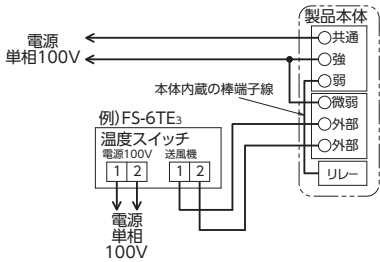 製品本体
電源
単相100V
共通
強
弱
本体内蔵の棒端子線
微弱
外部
外部
リレー
例)FS-6TE3
温度スイッチ
電源100V 送風機
1 2 1 2
電源
単相
100V